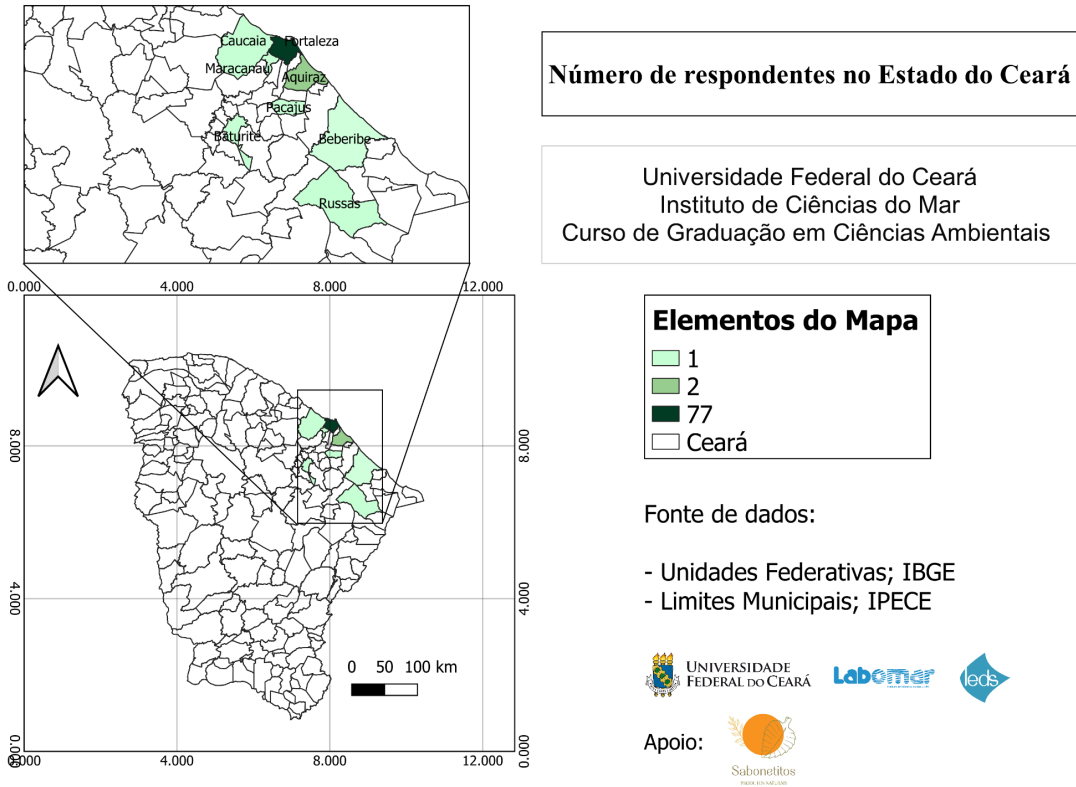 Caucaia
Fortaleza
Maracanaú
Aquiraz
Pacajus
Baturité
Beberibe
Russas
Número de respondentes no Estado do Ceará
Universidade Federal do Ceará
Instituto de Ciências do Mar
Curso de Graduação em Ciências Ambientais
0.000 4.000 8.000 12.000
8.000 8.000
4.000 4.000
0.000 0.000
0.000 4.000 8.000 12.000
0 50 100 km
Elementos do Mapa
1
2
77
Ceará
Fonte de dados:
- Unidades Federativas; IBGE
- Limites Municipais; IPECE
UNIVERSIDADE
FEDERAL DO CEARÁ
Labomar
leds
Apoio:
Sabonetitos